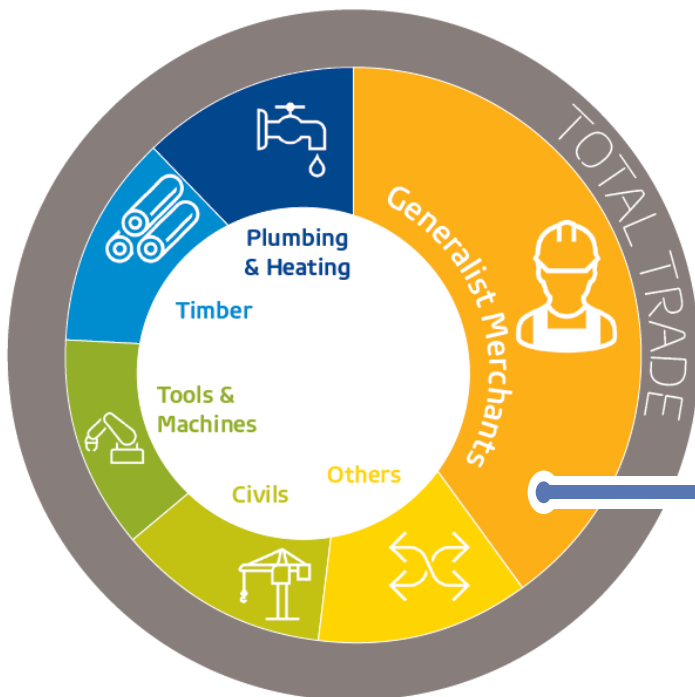 TOTAL TRADE
Generalist Merchants
Plumbing
& Heating
Timber
Tools &
Machines
Civils
Others